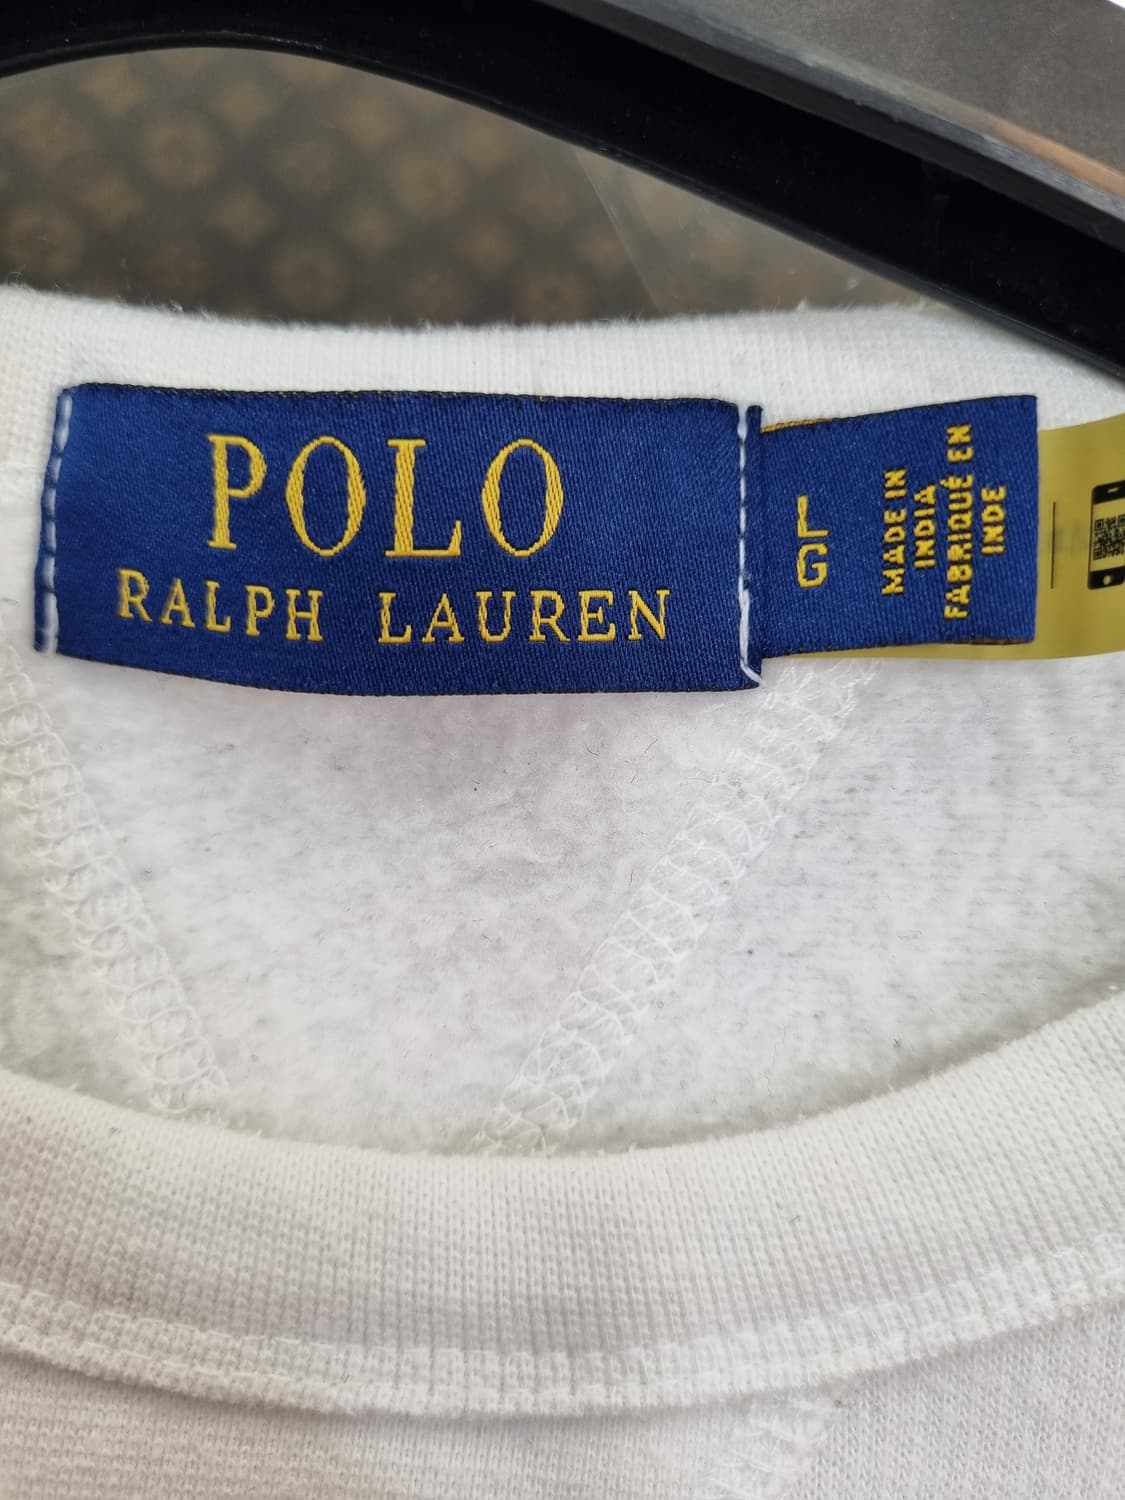 POLO
RALPH LAUREN
L
G
MADE IN
INDIA
FABRIQUÉ EN
INDE